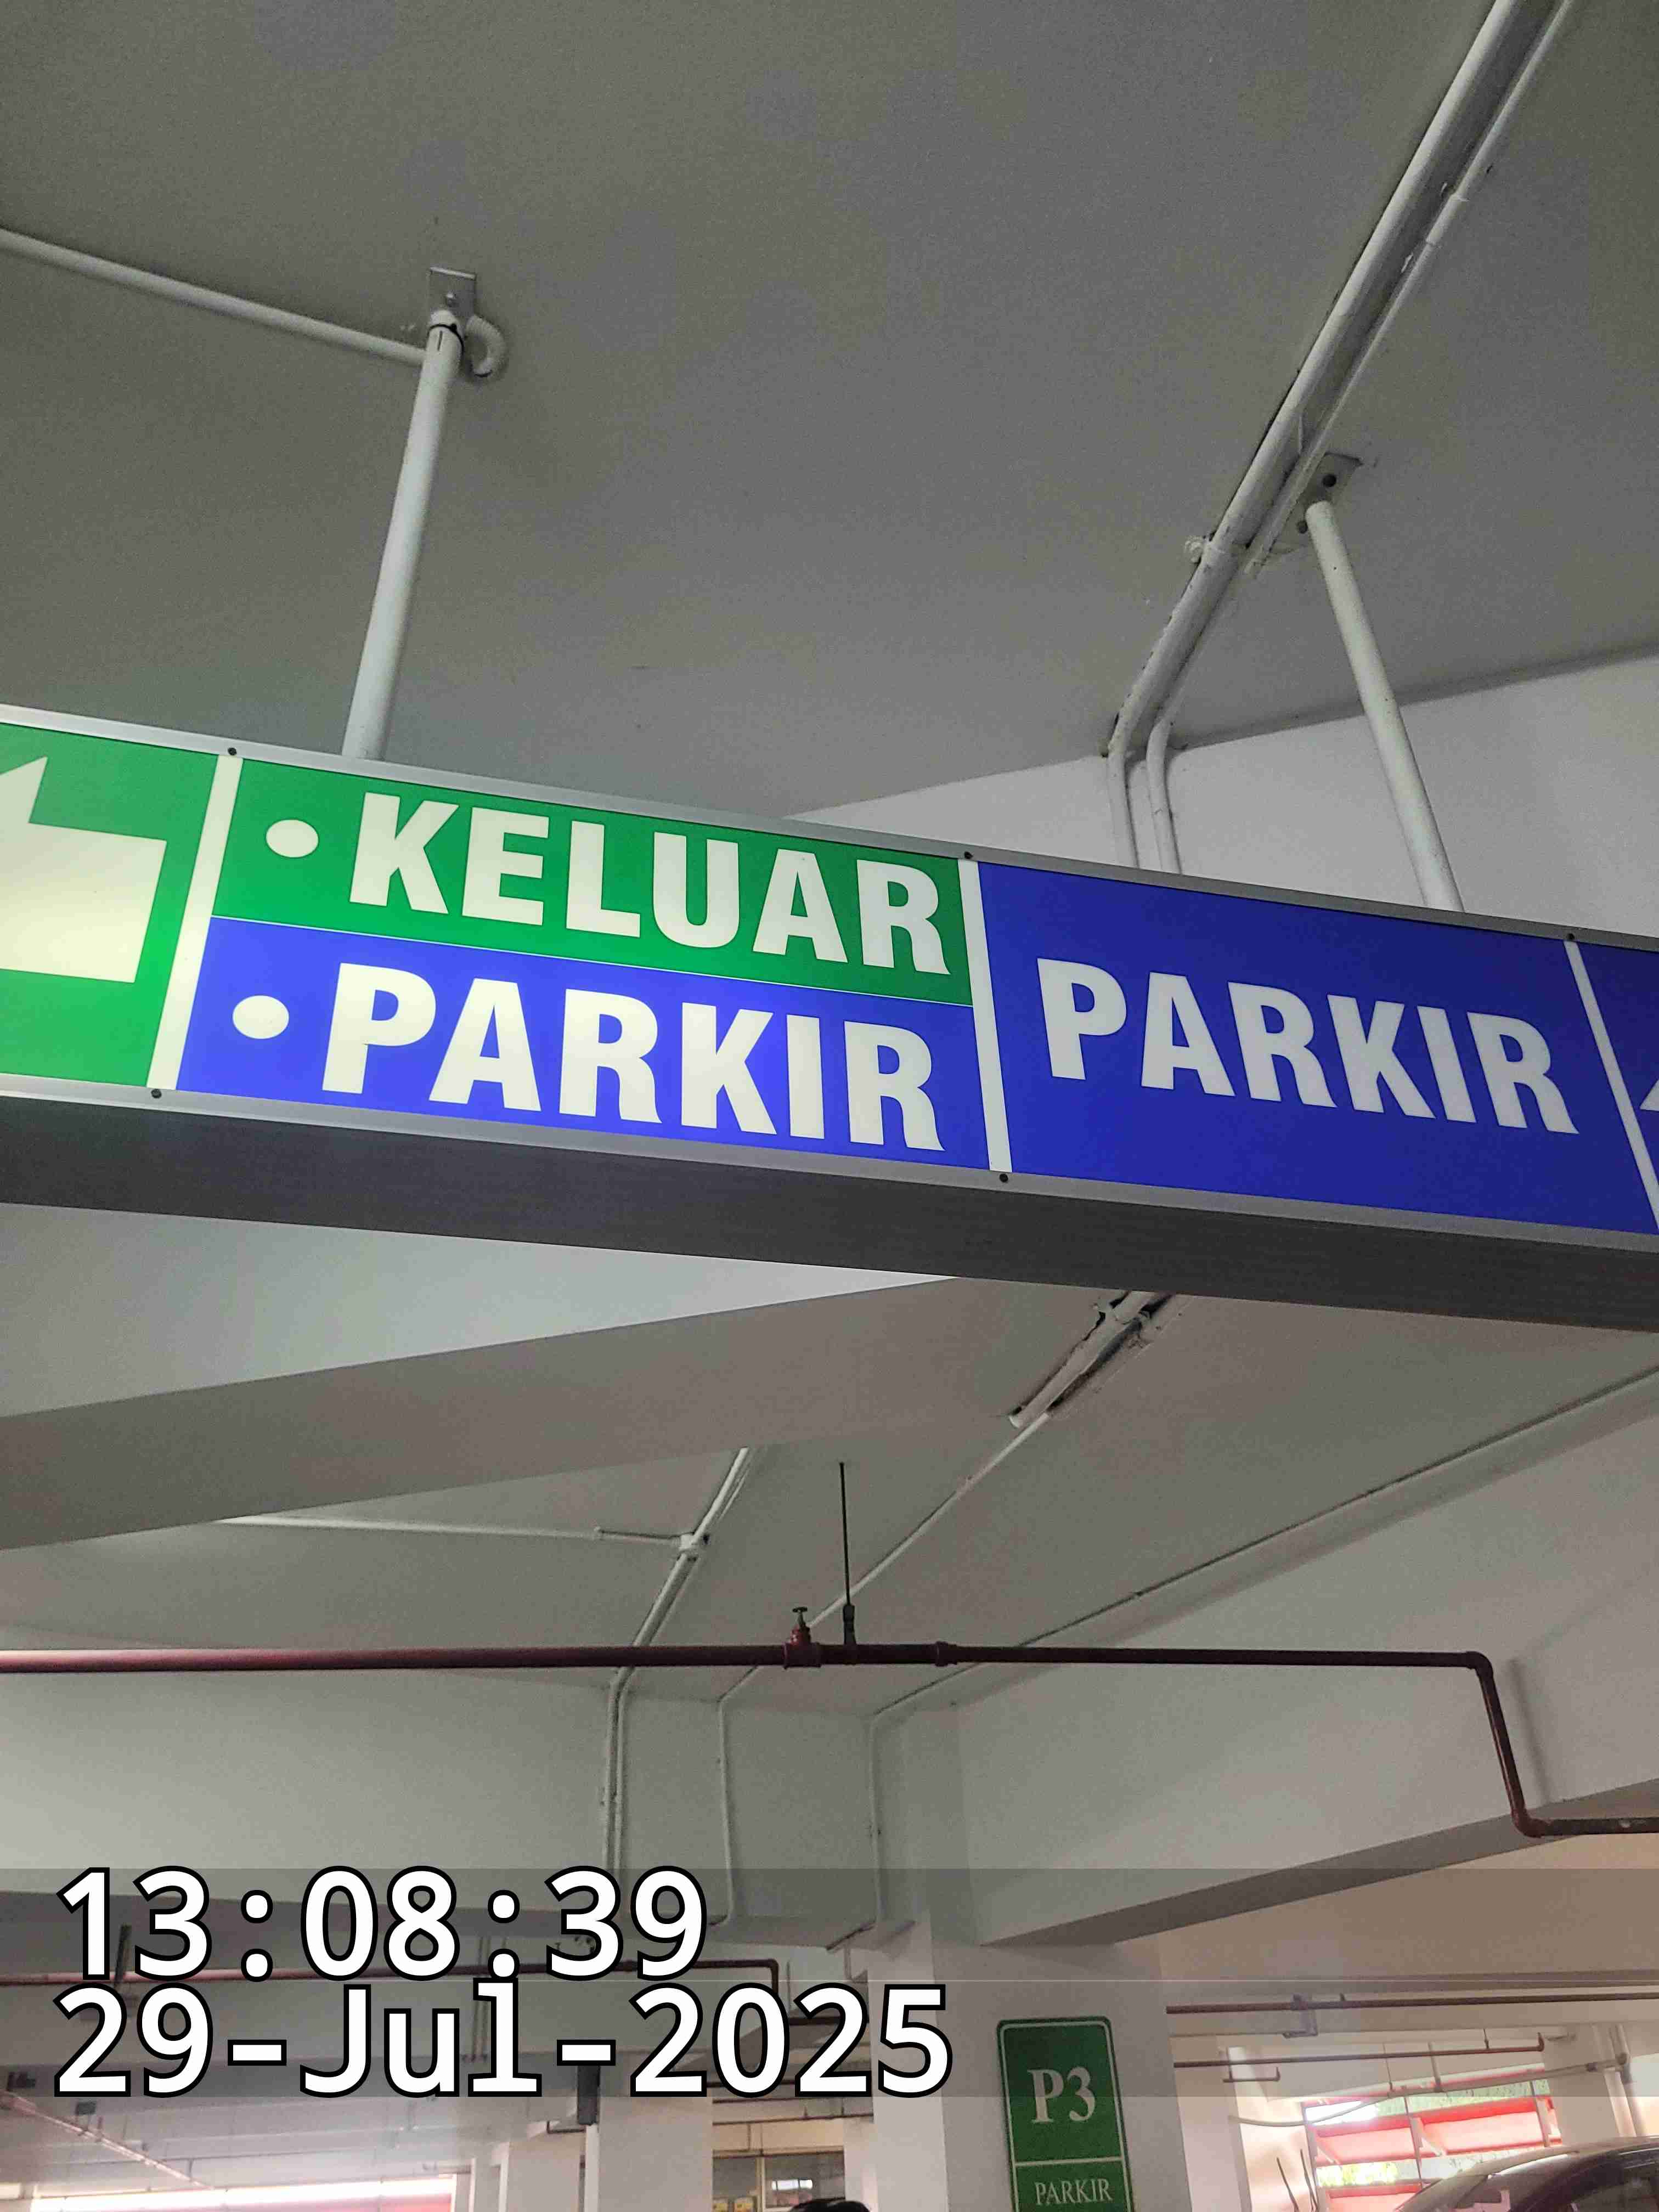 • KELUAR
• PARKIR
PARKIR
13:08:39
29-Jul-2025
P3
PARKIR